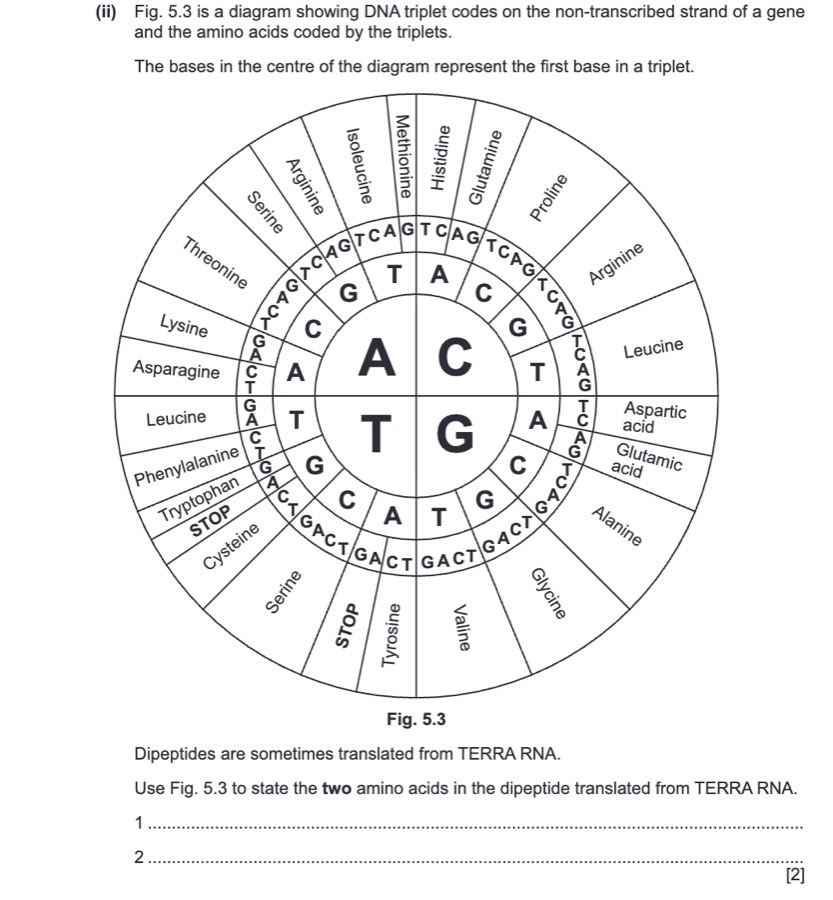 (ii) Fig. 5.3 is a diagram showing DNA triplet codes on the non-transcribed strand of a gene
and the amino acids coded by the triplets.
The bases in the centre of the diagram represent the first base in a triplet.
Isoleucine
Methionine
Histidine
Glutamine
Arginine
Proline
Serine
Arginine
Threonine
Leucine
Lysine
Asparagine
Aspartic
acid
Leucine
Glutamic
acid
Phenylalanine
Alanine
Tryptophan
STOP
Cysteine
Glycine
Serine
STOP
Tyrosine
Valine
A C
T G
T A
G C
C G
A T
T A
G C
C G
A T
T C A G T C A G T C A G T C A G
T C A G T C A G T C A G T C A G
T C A G T C A G T C A G T C A G
T C A G T C A G T C A G T C A G
Fig. 5.3
Dipeptides are sometimes translated from TERRA RNA.
Use Fig. 5.3 to state the two amino acids in the dipeptide translated from TERRA RNA.
1 ..........
2 ..........
[2]